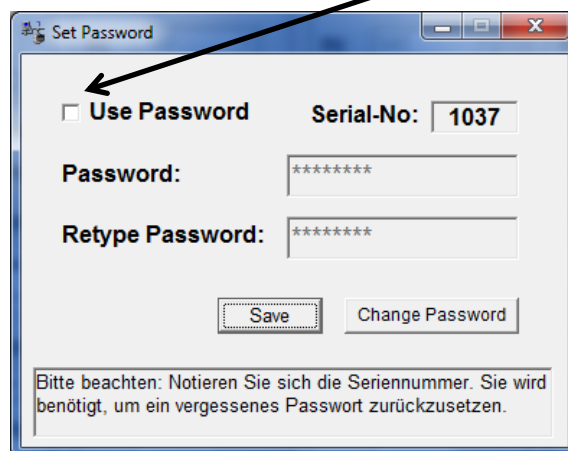 Set Password
Use Password Serial-No: 1037
Password: ********
Retype Password: ********
Save Change Password
Bitte beachten: Notieren Sie sich die Seriennummer. Sie wird
benötigt, um ein vergessenes Passwort zurückzusetzen.